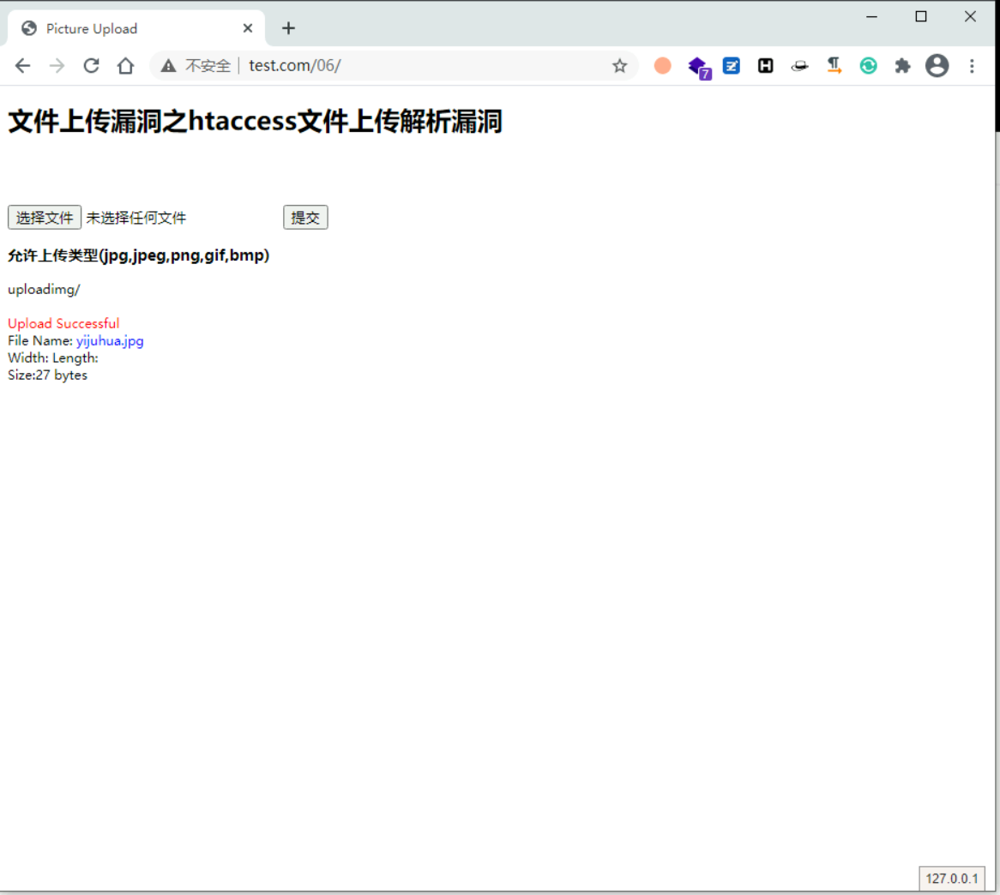 Picture Upload
不安全 | test.com/06/
7
文件上传漏洞之htaccess文件上传解析漏洞
选择文件 未选择任何文件 提交
允许上传类型(jpg,jpeg,png,gif,bmp)
uploadimg/
Upload Successful
File Name: yijuhua.jpg
Width: Length:
Size:27 bytes
127.0.0.1